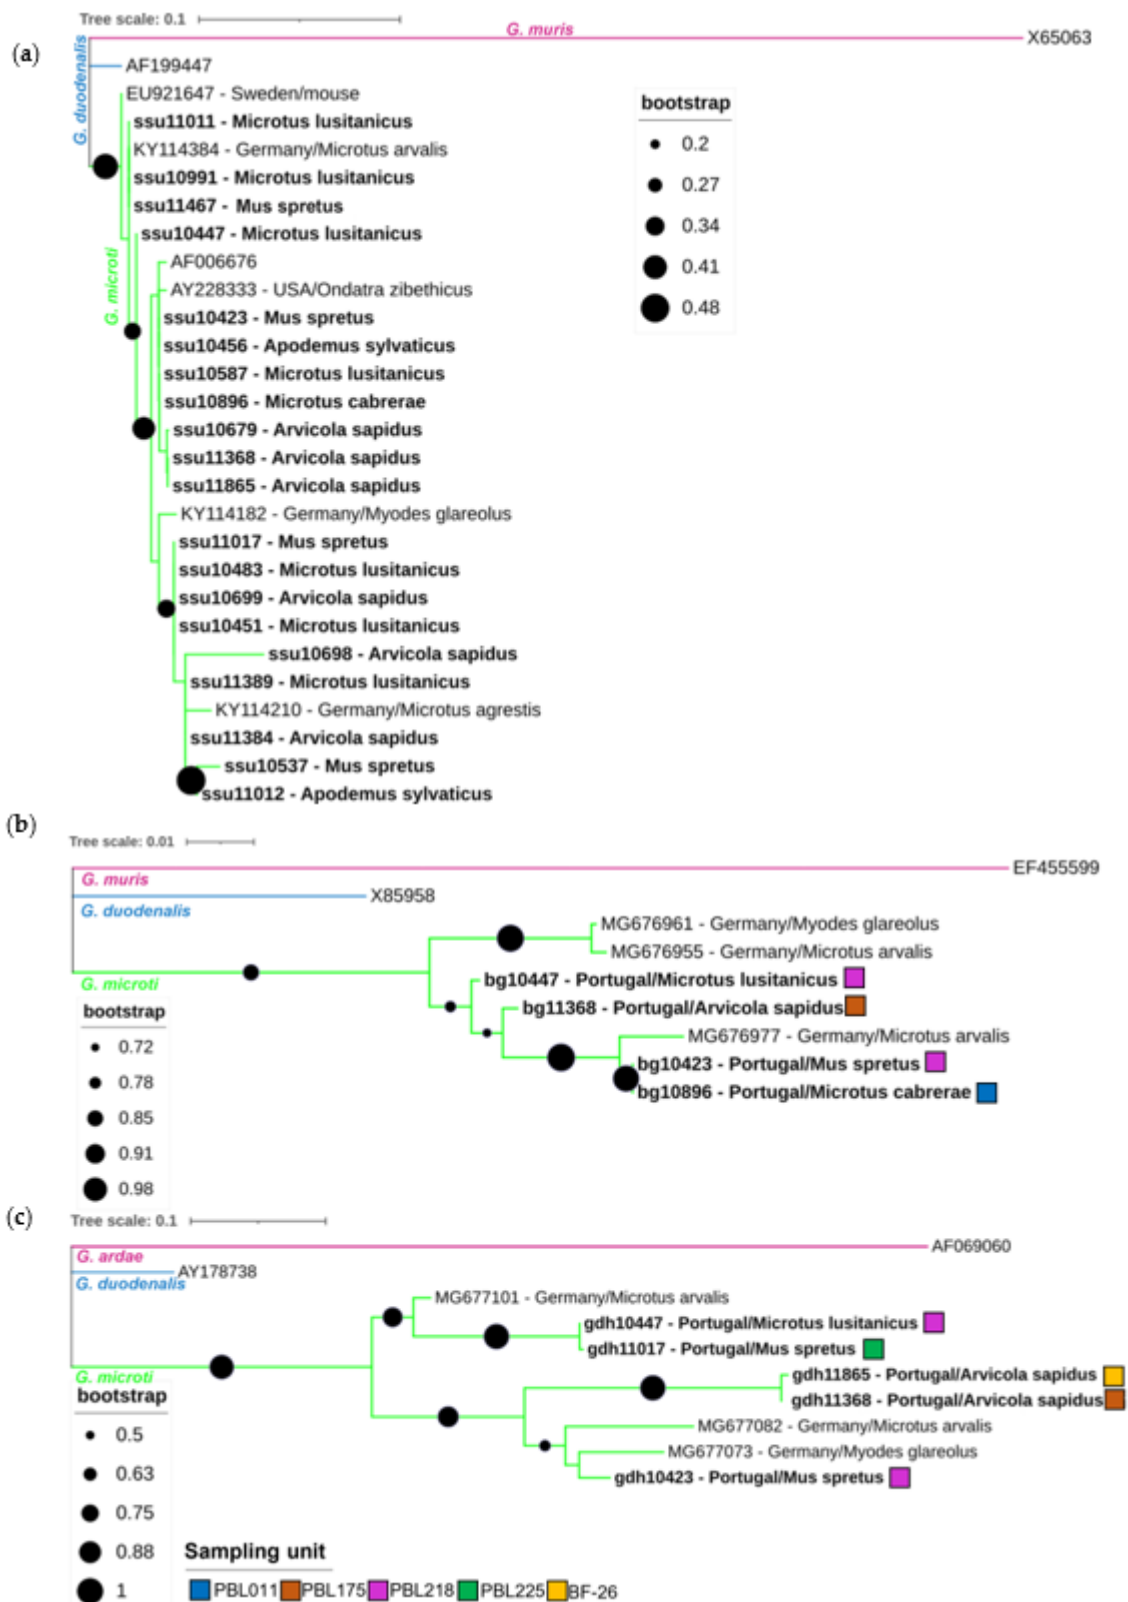 (a)
Tree scale: 0.1
G. muris
X65063
G. duodenalis
AF199447
EU921647 - Sweden/mouse
ssu11011 - Microtus lusitanicus
KY114384 - Germany/Microtus arvalis
ssu10991 - Microtus lusitanicus
ssu11467 - Mus spretus
ssu10447 - Microtus lusitanicus
G. microti
AF006676
AY228333 - USA/Ondatra zibethicus
ssu10423 - Mus spretus
ssu10456 - Apodemus sylvaticus
ssu10587 - Microtus lusitanicus
ssu10896 - Microtus cabrerae
ssu10679 - Arvicola sapidus
ssu11368 - Arvicola sapidus
ssu11865 - Arvicola sapidus
KY114182 - Germany/Myodes glareolus
ssu11017 - Mus spretus
ssu10483 - Microtus lusitanicus
ssu10699 - Arvicola sapidus
ssu10451 - Microtus lusitanicus
ssu10698 - Arvicola sapidus
ssu11389 - Microtus lusitanicus
KY114210 - Germany/Microtus agrestis
ssu11384 - Arvicola sapidus
ssu10537 - Mus spretus
ssu11012 - Apodemus sylvaticus
bootstrap
0.2
0.27
0.34
0.41
0.48
(b)
Tree scale: 0.01
EF455599
G. muris
X85958
G. duodenalis
MG676961 - Germany/Myodes glareolus
MG676955 - Germany/Microtus arvalis
G. microti
bg10447 - Portugal/Microtus lusitanicus
bg11368 - Portugal/Arvicola sapidus
MG676977 - Germany/Microtus arvalis
bg10423 - Portugal/Mus spretus
bg10896 - Portugal/Microtus cabrerae
bootstrap
0.72
0.78
0.85
0.91
0.98
(c)
Tree scale: 0.1
AF069060
G. ardae
AY178738
G. duodenalis
MG677101 - Germany/Microtus arvalis
gdh10447 - Portugal/Microtus lusitanicus
gdh11017 - Portugal/Mus spretus
G. microti
gdh11865 - Portugal/Arvicola sapidus
gdh11368 - Portugal/Arvicola sapidus
MG677082 - Germany/Microtus arvalis
MG677073 - Germany/Myodes glareolus
gdh10423 - Portugal/Mus spretus
bootstrap
0.5
0.63
0.75
0.88
1
Sampling unit
PBL011 PBL175 PBL218 PBL225 BF-26